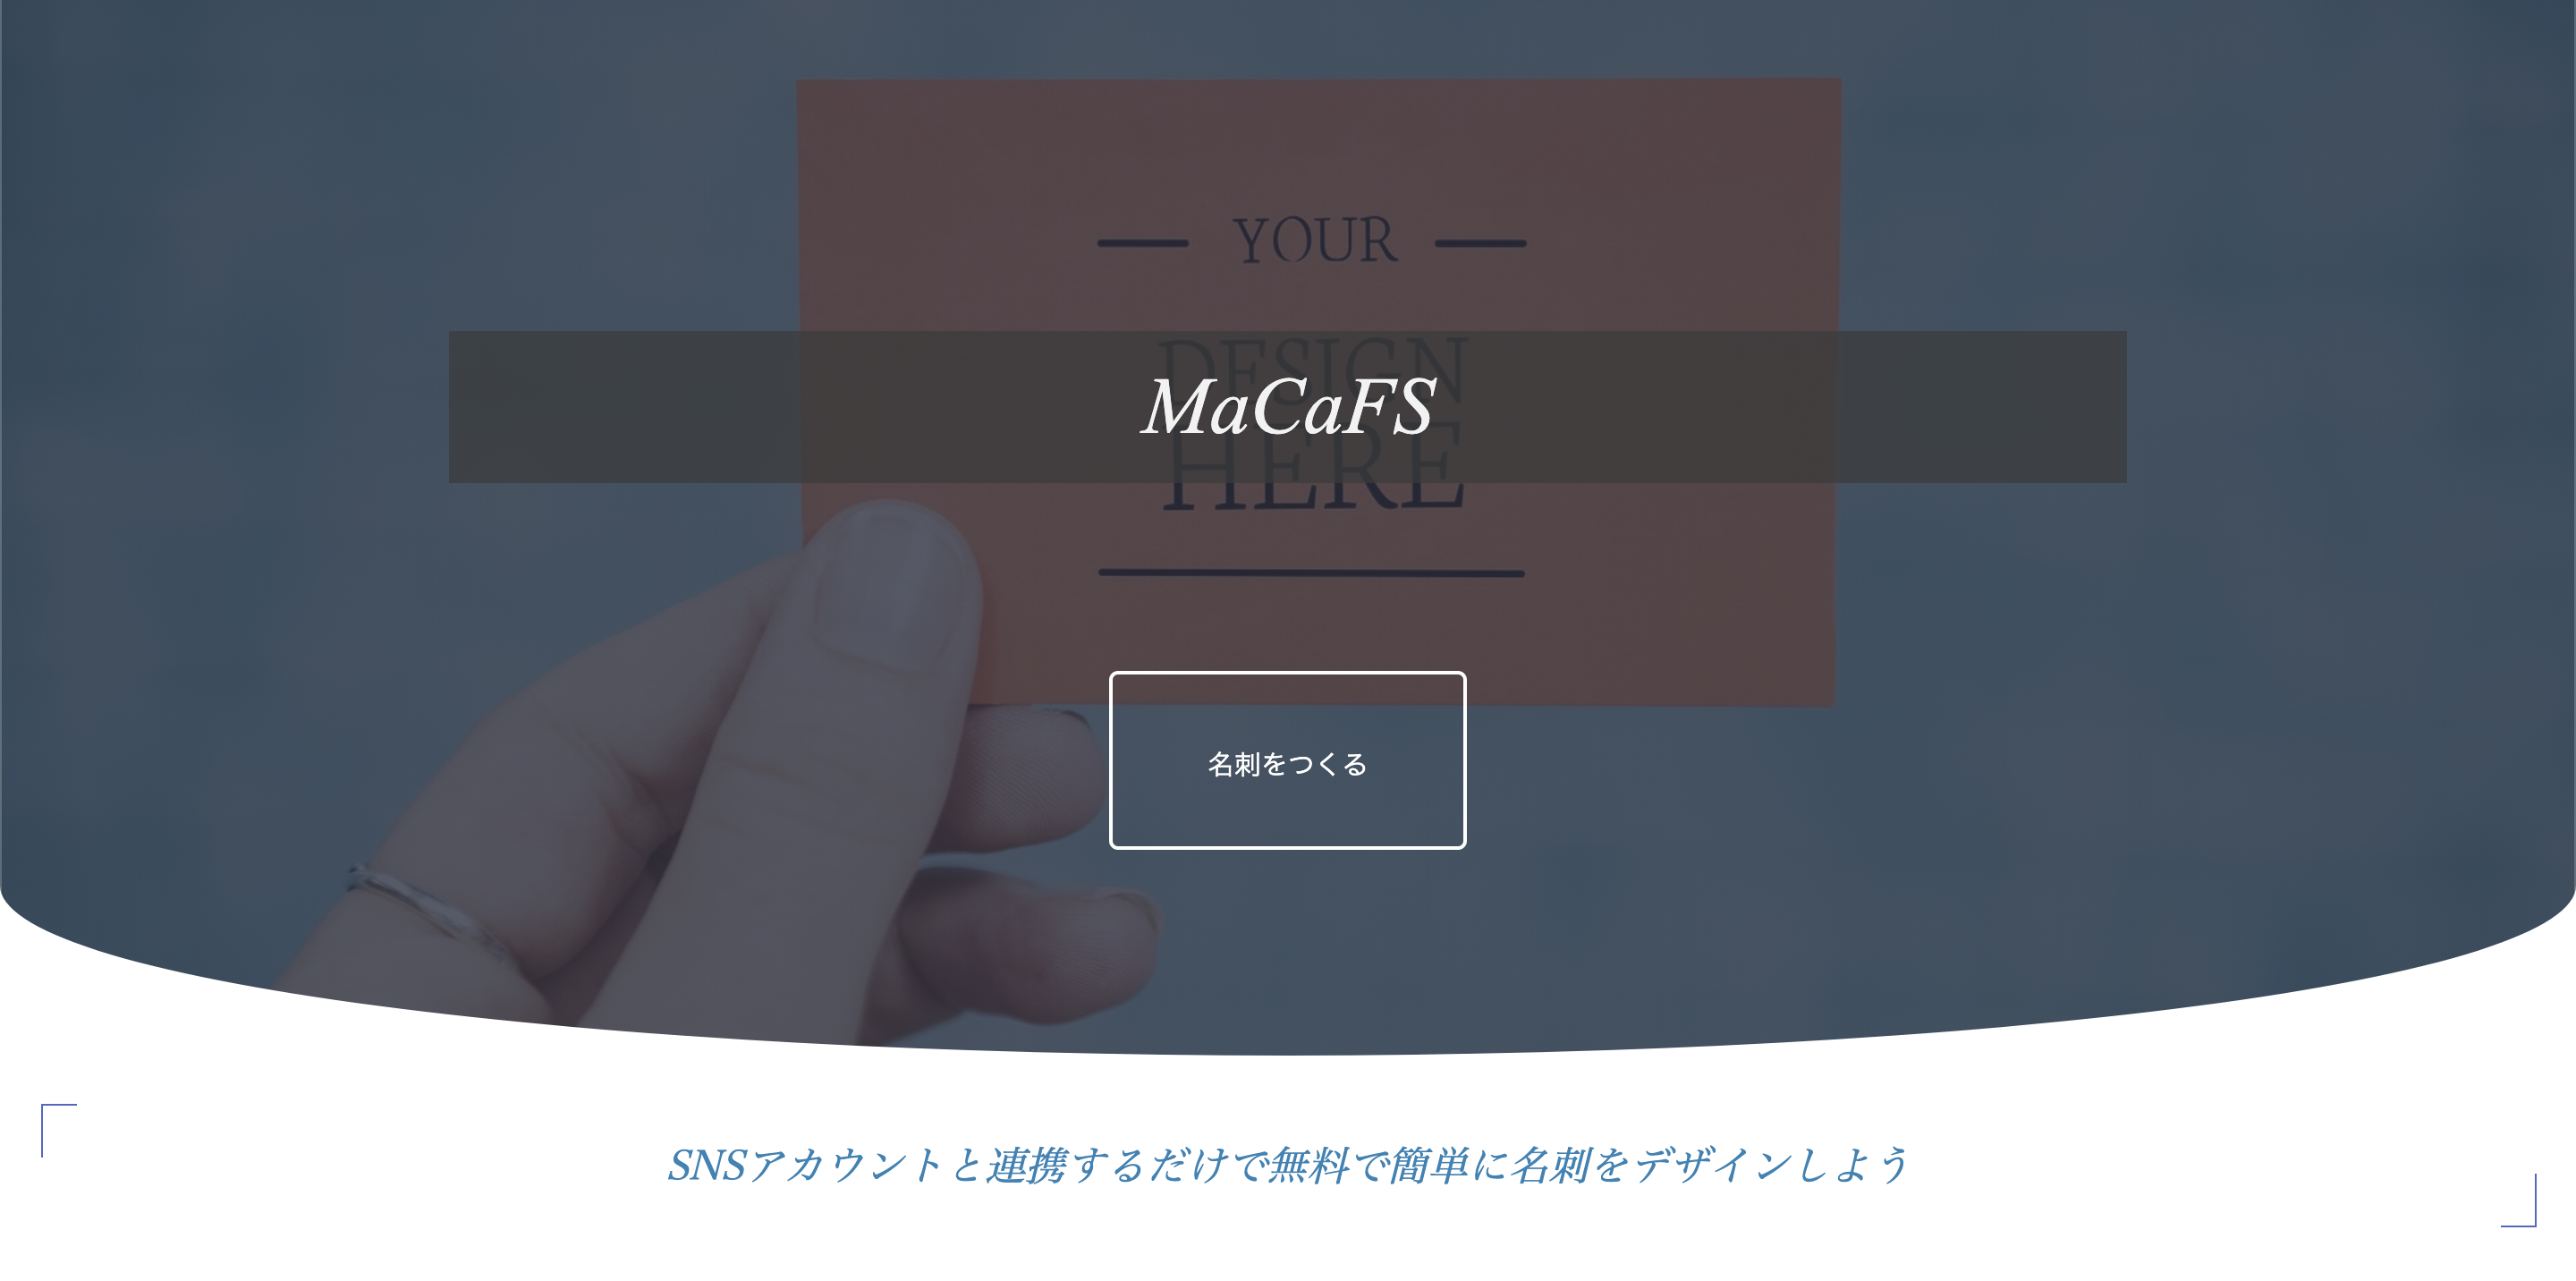 YOUR
DESIGN
MaCaFS
HERE
名刺をつくる
SNSアカウントと連携するだけで無料で簡単に名刺をデザインしよう